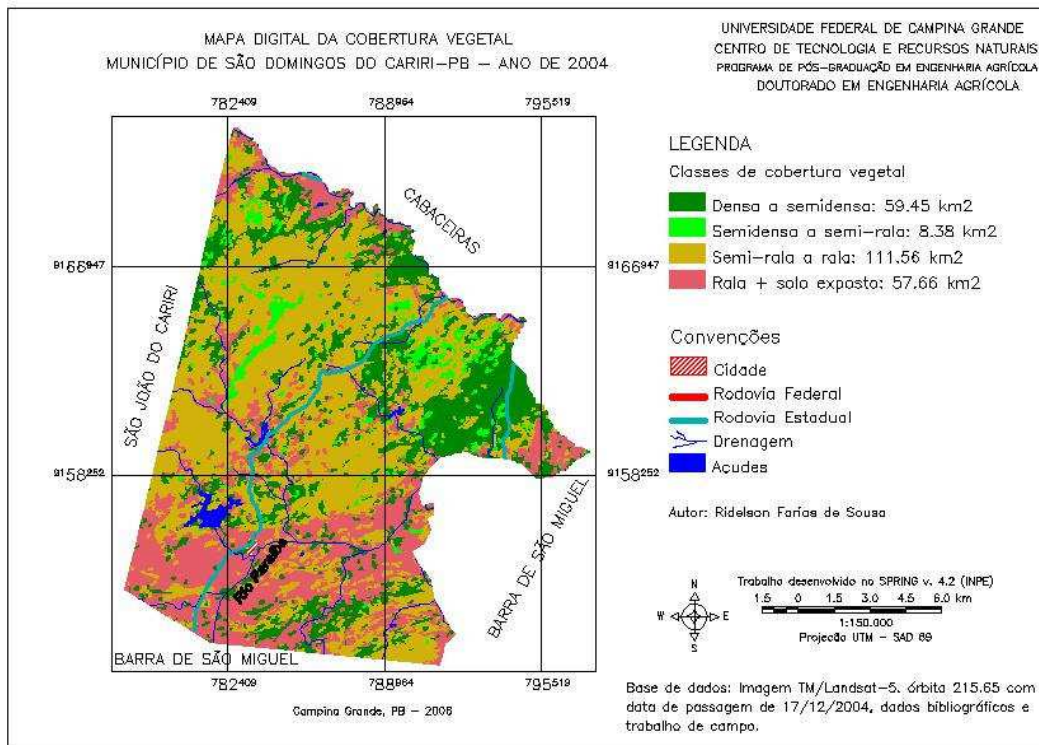 MAPA DIGITAL DA COBERTURA VEGETAL
MUNICÍPIO DE SÃO DOMINGOS DO CARIRI-PB – ANO DE 2004
UNIVERSIDADE FEDERAL DE CAMPINA GRANDE
CENTRO DE TECNOLOGIA E RECURSOS NATURAIS
PROGRAMA DE PÓS-GRADUAÇÃO EM ENGENHARIA AGRÍCOLA
DOUTORADO EM ENGENHARIA AGRÍCOLA
782409 788964 795519
CABACEIRAS
9166947 9166947
SÃO JOÃO DO CARIRI
9158252 9158252
BARRA DE SÃO MIGUEL
Rio Paraíba
BARRA DE SÃO MIGUEL
782409 788964 795519
Campina Grande, PB – 2006
LEGENDA
Classes de cobertura vegetal
Densa a semidensa: 59.45 km2
Semidensa a semi-rala: 8.38 km2
Semi-rala a rala: 111.56 km2
Rala + solo exposto: 57.66 km2
Convenções
Cidade
Rodovia Federal
Rodovia Estadual
Drenagem
Açudes
Autor: Ridelson Farias de Sousa
N
W E
S
Trabalho desenvolvido no SPRING v. 4.2 (INPE)
1.5 0 1.5 3.0 4.5 6.0 km
1:150.000
Projeção UTM – SAD 69
Base de dados: Imagem TM/Landsat-5, órbita 215.65 com
data de passagem de 17/12/2004, dados bibliográficos e
trabalho de campo.